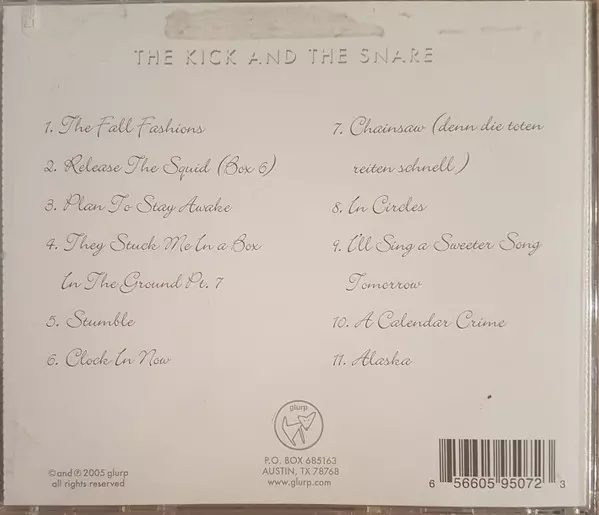 THE KICK AND THE SNARE
1. The Fall Fashions
2. Release The Squid (Box 6)
3. Plan To Stay Awake
4. They Stuck Me In a Box
In The Ground Pt. 7
5. Stumble
6. Clock In Now
7. Chainsaw (denn die toten
reiten schnell)
8. In Circles
9. I'll Sing a Sweeter Song
Tomorrow
10. A Calendar Crime
11. Alaska
glurp
P.O. BOX 685163
AUSTIN, TX 78768
www.glurp.com
©and ℗2005 glurp
all rights reserved
6 56605 95072 3